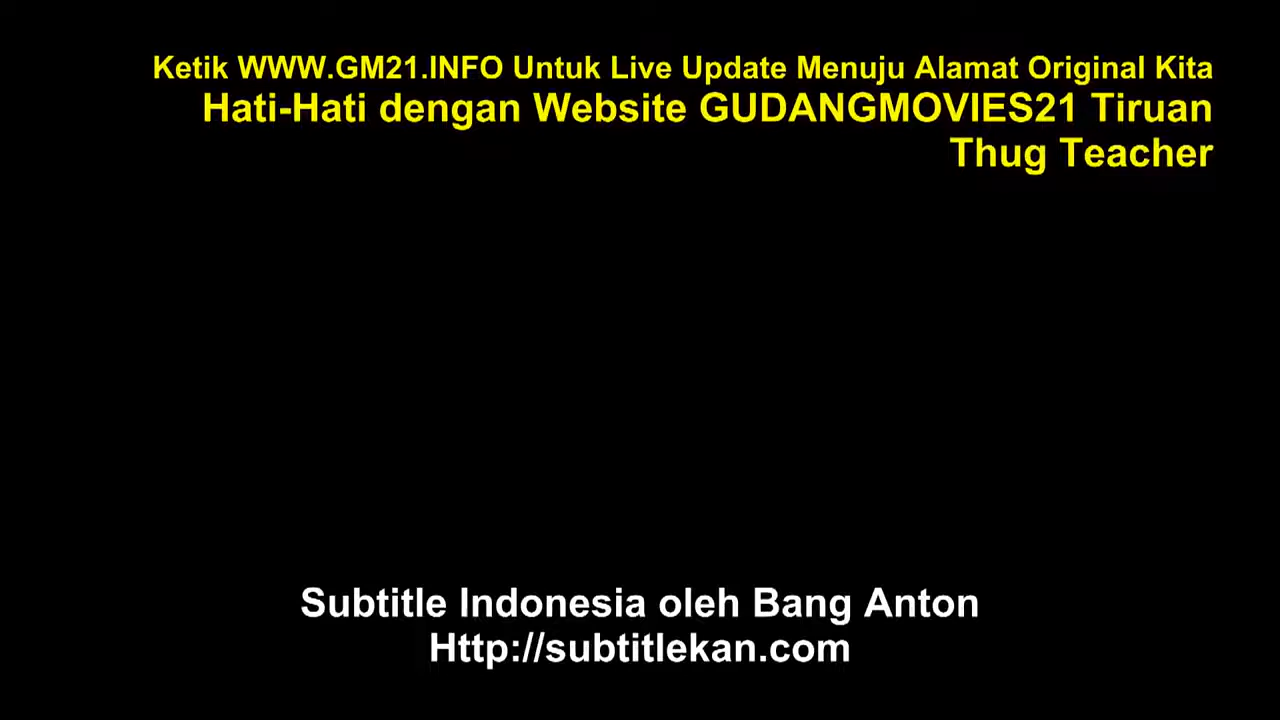 Ketik WWW.GM21.INFO Untuk Live Update Menuju Alamat Original Kita
Hati-Hati dengan Website GUDANGMOVIES21 Tiruan
Thug Teacher
Subtitle Indonesia oleh Bang Anton
Http://subtitlekan.com